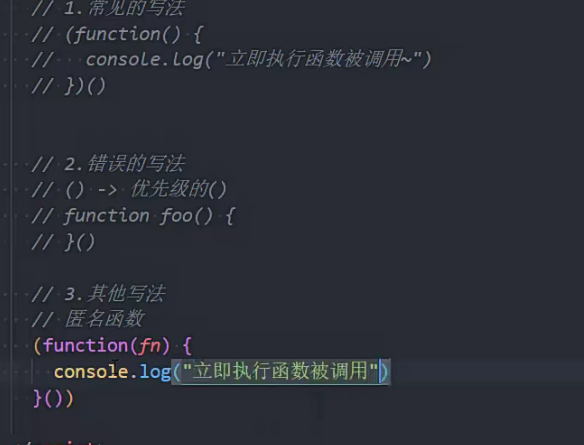 // 1.常见的写法
// (function() {
//   console.log("立即执行函数被调用~")
// })()
// 2.错误的写法
// () -> 优先级的()
// function foo() {
// }()
// 3.其他写法
// 匿名函数
(function(fn) {
  console.log("立即执行函数被调用")
}())